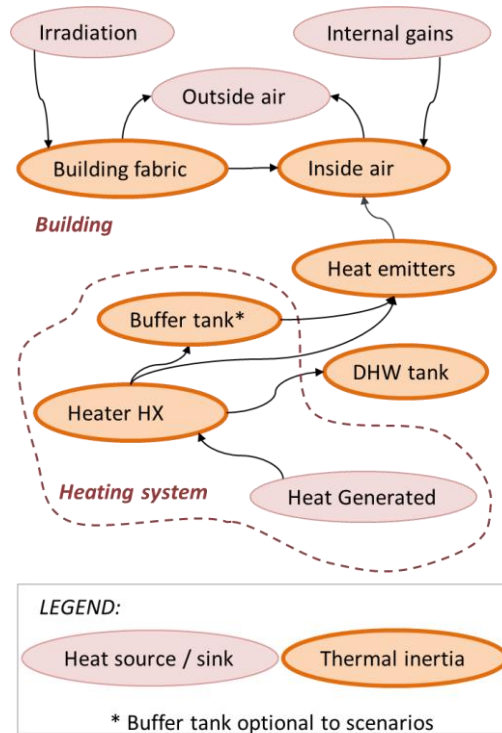 Irradiation
Internal gains
Outside air
Building fabric
Inside air
Building
Heat emitters
Buffer tank*
DHW tank
Heater HX
Heating system
Heat Generated
LEGEND:
Heat source / sink
Thermal inertia
* Buffer tank optional to scenarios